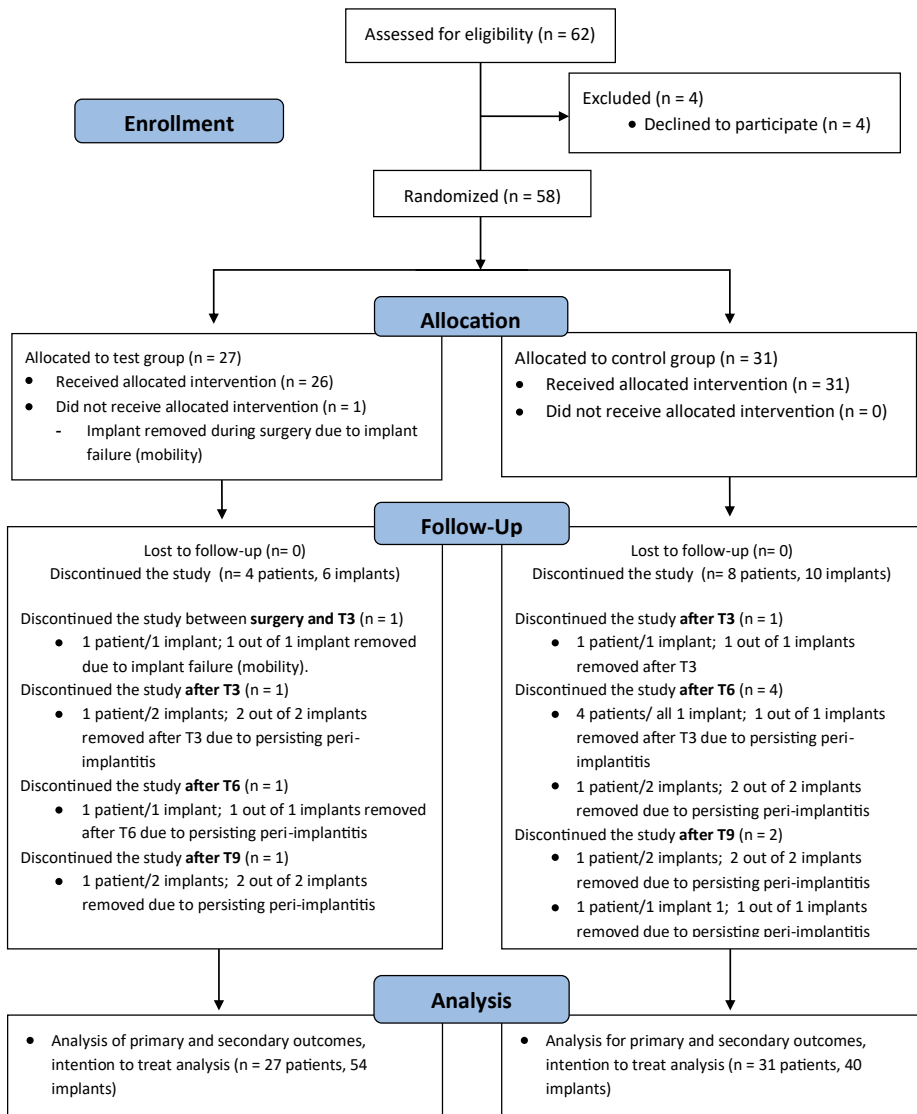 Assessed for eligibility (n = 62)
Enrollment
Excluded (n = 4)
• Declined to participate (n = 4)
Randomized (n = 58)
Allocation
Allocated to test group (n = 27)
• Received allocated intervention (n = 26)
• Did not receive allocated intervention (n = 1)
- Implant removed during surgery due to implant
failure (mobility)
Allocated to control group (n = 31)
• Received allocated intervention (n = 31)
• Did not receive allocated intervention (n = 0)
Follow-Up
Lost to follow-up (n= 0)
Discontinued the study (n= 4 patients, 6 implants)
Discontinued the study between surgery and T3 (n = 1)
• 1 patient/1 implant; 1 out of 1 implant removed
due to implant failure (mobility).
Discontinued the study after T3 (n = 1)
• 1 patient/2 implants; 2 out of 2 implants
removed after T3 due to persisting peri-
implantitis
Discontinued the study after T6 (n = 1)
• 1 patient/1 implant; 1 out of 1 implants removed
after T6 due to persisting peri-implantitis
Discontinued the study after T9 (n = 1)
• 1 patient/2 implants; 2 out of 2 implants
removed due to persisting peri-implantitis
Lost to follow-up (n= 0)
Discontinued the study (n= 8 patients, 10 implants)
Discontinued the study after T3 (n = 1)
• 1 patient/1 implant; 1 out of 1 implants
removed after T3
Discontinued the study after T6 (n = 4)
• 4 patients/ all 1 implant; 1 out of 1 implants
removed after T3 due to persisting peri-
implantitis
• 1 patient/2 implants; 2 out of 2 implants
removed due to persisting peri-implantitis
Discontinued the study after T9 (n = 2)
• 1 patient/2 implants; 2 out of 2 implants
removed due to persisting peri-implantitis
• 1 patient/1 implant 1; 1 out of 1 implants
removed due to persisting peri-implantitis
Analysis
• Analysis of primary and secondary outcomes,
intention to treat analysis (n = 27 patients, 54
implants)
• Analysis for primary and secondary outcomes,
intention to treat analysis (n = 31 patients, 40
implants)